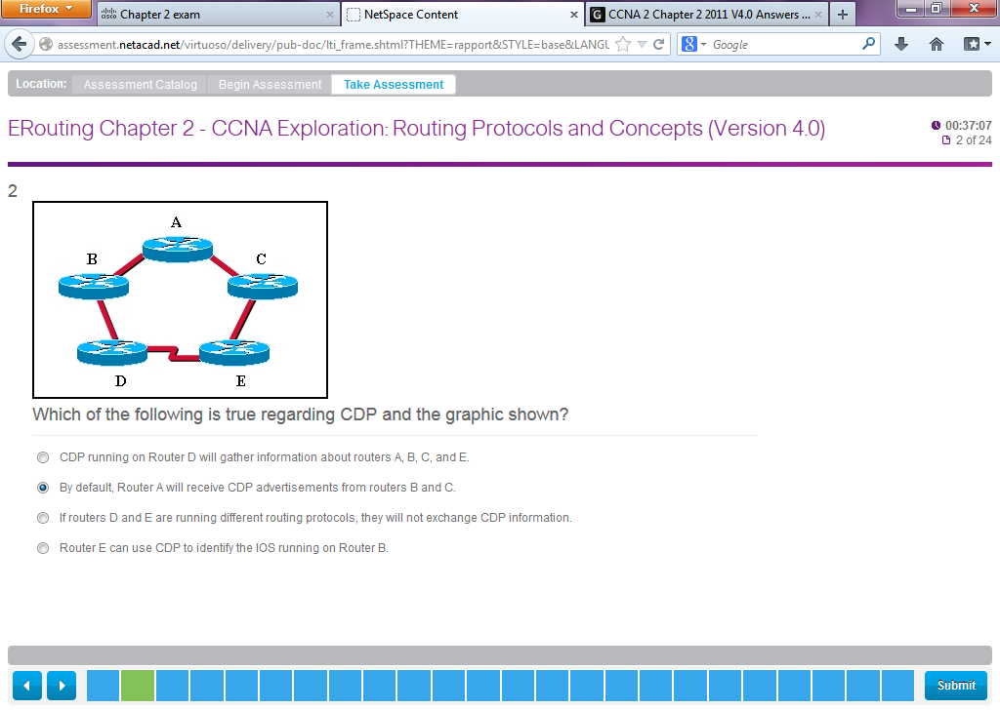 Firefox
cisco Chapter 2 exam
NetSpace Content
G CCNA 2 Chapter 2 2011 V4.0 Answers ...
assessment.netacad.net/virtuoso/delivery/pub-doc/lti_frame.shtml?THEME=rapport&STYLE=base&LANGU
8 Google
Location: Assessment Catalog Begin Assessment Take Assessment
ERouting Chapter 2 - CCNA Exploration: Routing Protocols and Concepts (Version 4.0)
00:37:07
2 of 24
2
A
B
C
D
E
Which of the following is true regarding CDP and the graphic shown?
CDP running on Router D will gather information about routers A, B, C, and E.
By default, Router A will receive CDP advertisements from routers B and C.
If routers D and E are running different routing protocols, they will not exchange CDP information.
Router E can use CDP to identify the IOS running on Router B.
Submit